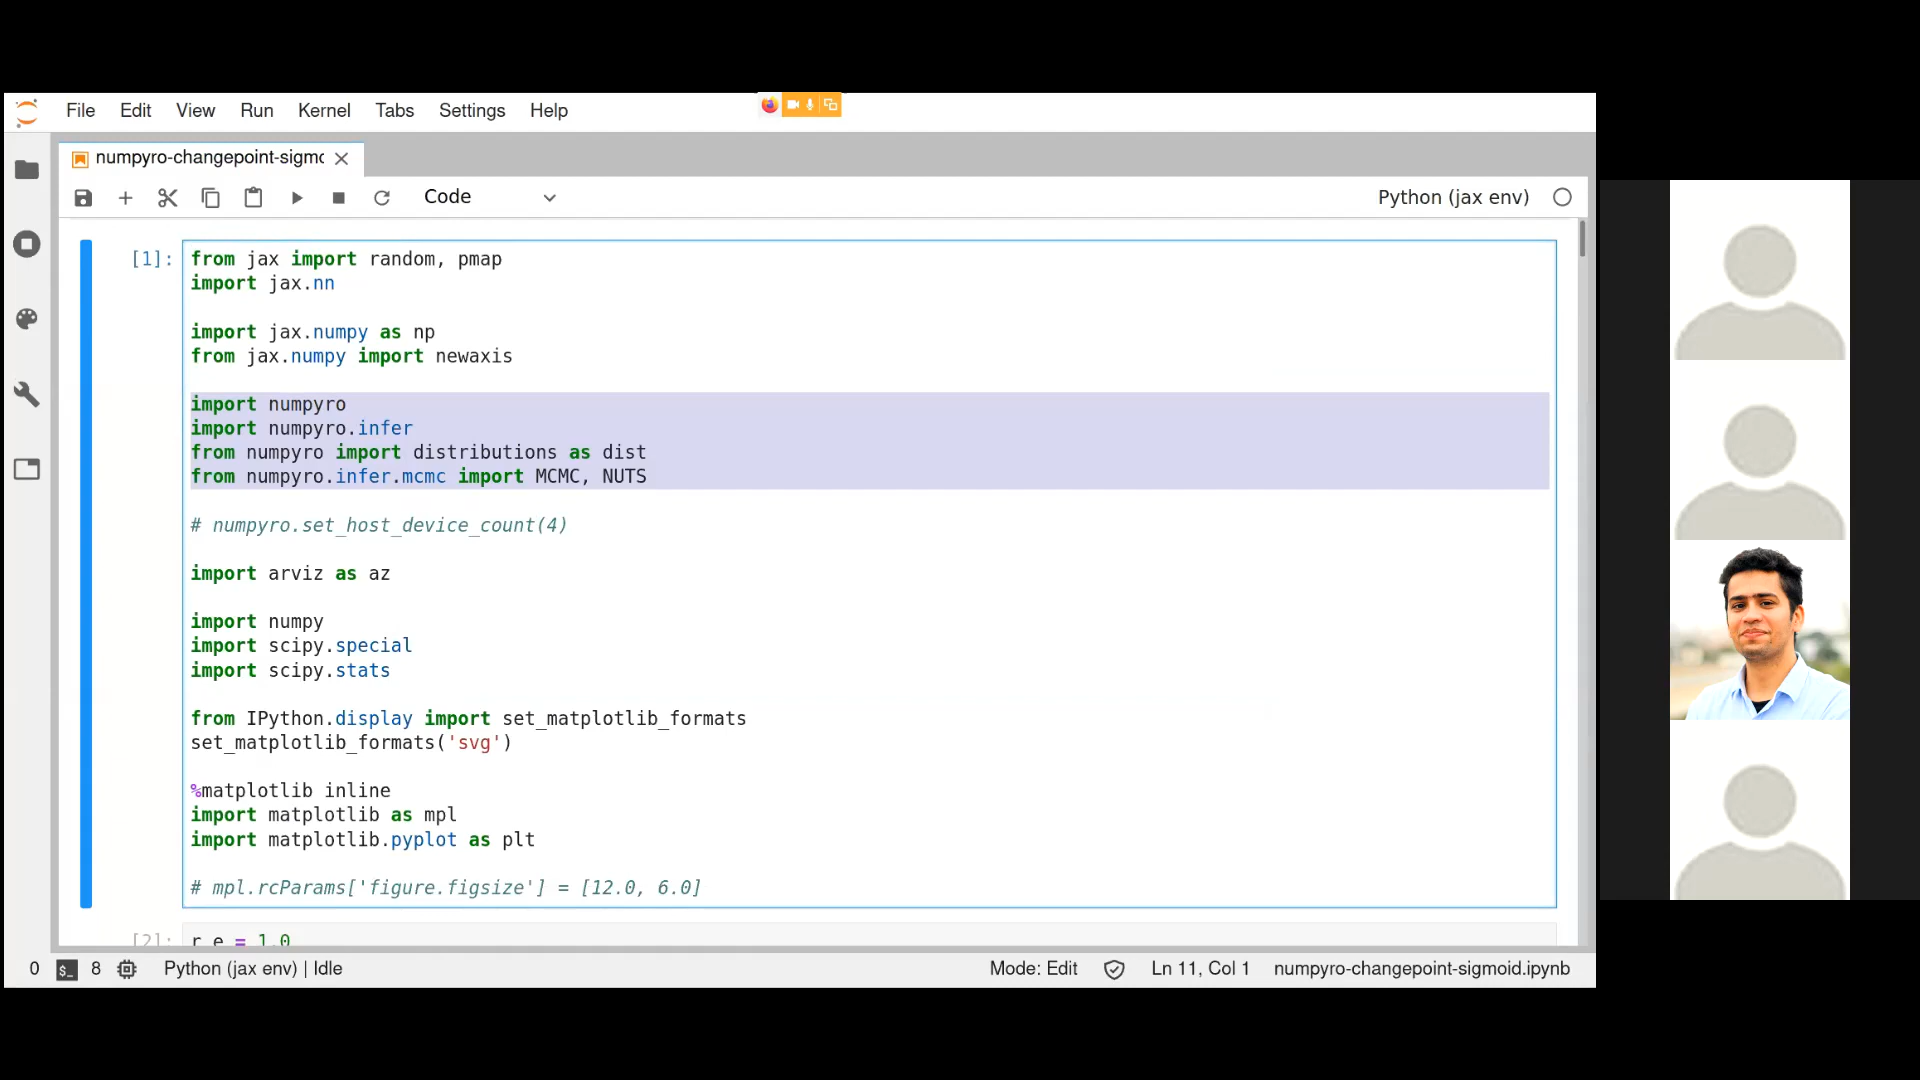 File Edit View Run Kernel Tabs Settings Help
numpyro-changepoint-sigmo
Code
Python (jax env)
[1]:
from jax import random, pmap
import jax.nn
import jax.numpy as np
from jax.numpy import newaxis
import numpyro
import numpyro.infer
from numpyro import distributions as dist
from numpyro.infer.mcmc import MCMC, NUTS
# numpyro.set_host_device_count(4)
import arviz as az
import numpy
import scipy.special
import scipy.stats
from IPython.display import set_matplotlib_formats
set_matplotlib_formats('svg')
%matplotlib inline
import matplotlib as mpl
import matplotlib.pyplot as plt
# mpl.rcParams['figure.figsize'] = [12.0, 6.0]
[2]: r_e = 1.0
0 $_ 8 Python (jax env) | Idle Mode: Edit Ln 11, Col 1 numpyro-changepoint-sigmoid.ipynb